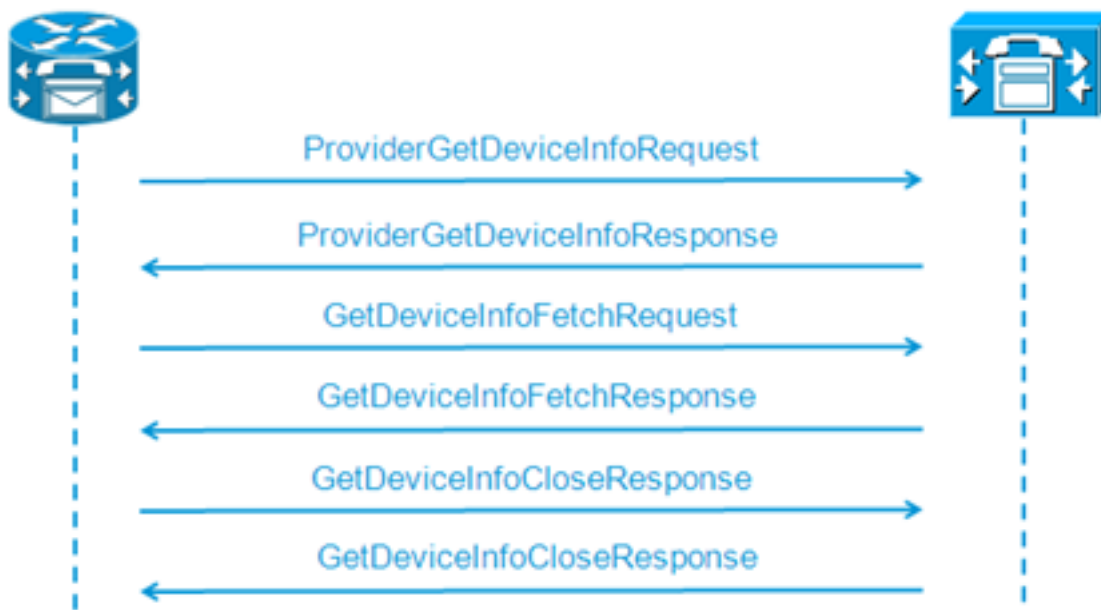 ProviderGetDeviceInfoRequest
ProviderGetDeviceInfoResponse
GetDeviceInfoFetchRequest
GetDeviceInfoFetchResponse
GetDeviceInfoCloseResponse
GetDeviceInfoCloseResponse